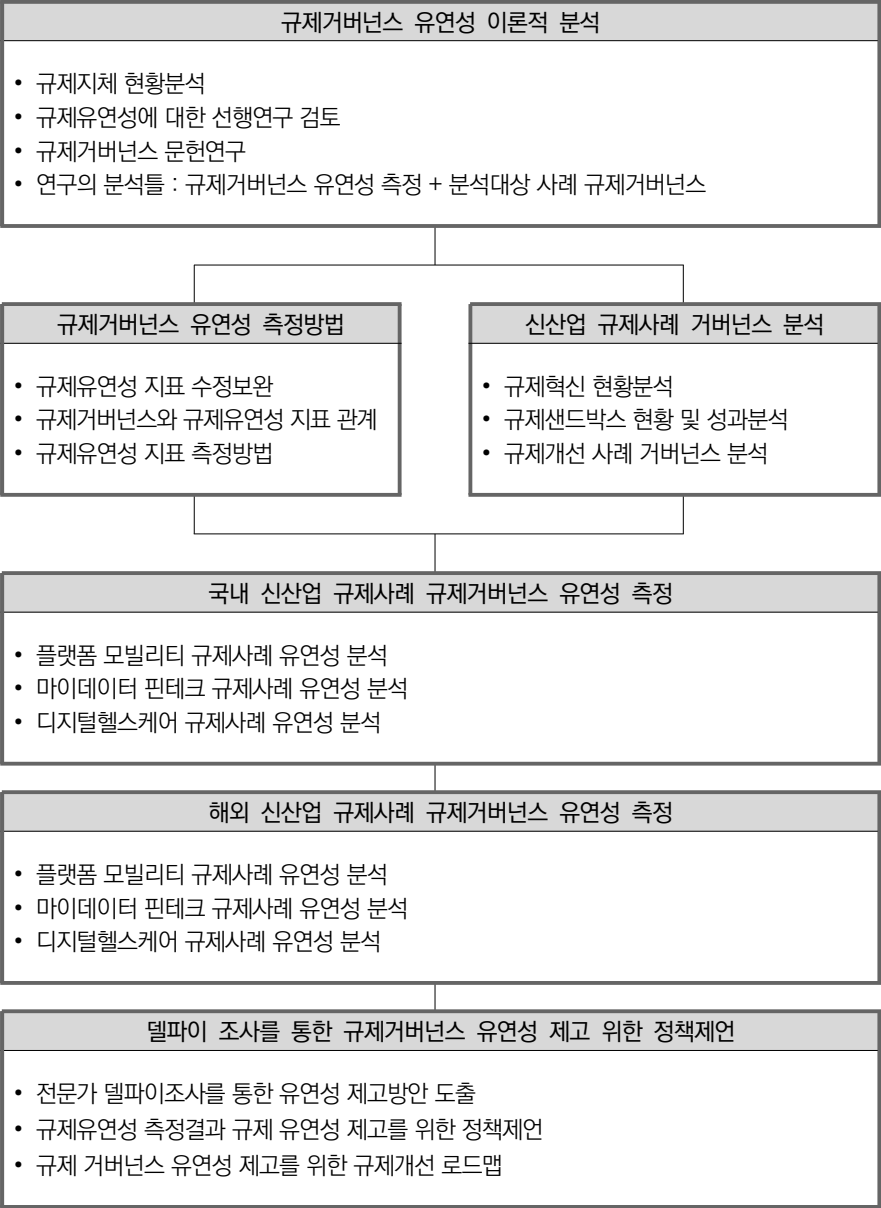 규제거버넌스 유연성 이론적 분석
• 규제지체 현황분석
• 규제유연성에 대한 선행연구 검토
• 규제거버넌스 문헌연구
• 연구의 분석틀 : 규제거버넌스 유연성 측정 + 분석대상 사례 규제거버넌스
규제거버넌스 유연성 측정방법
• 규제유연성 지표 수정보완
• 규제거버넌스와 규제유연성 지표 관계
• 규제유연성 지표 측정방법
신산업 규제사례 거버넌스 분석
• 규제혁신 현황분석
• 규제샌드박스 현황 및 성과분석
• 규제개선 사례 거버넌스 분석
국내 신산업 규제사례 규제거버넌스 유연성 측정
• 플랫폼 모빌리티 규제사례 유연성 분석
• 마이데이터 핀테크 규제사례 유연성 분석
• 디지털헬스케어 규제사례 유연성 분석
해외 신산업 규제사례 규제거버넌스 유연성 측정
• 플랫폼 모빌리티 규제사례 유연성 분석
• 마이데이터 핀테크 규제사례 유연성 분석
• 디지털헬스케어 규제사례 유연성 분석
델파이 조사를 통한 규제거버넌스 유연성 제고 위한 정책제언
• 전문가 델파이조사를 통한 유연성 제고방안 도출
• 규제유연성 측정결과 규제 유연성 제고를 위한 정책제언
• 규제 거버넌스 유연성 제고를 위한 규제개선 로드맵